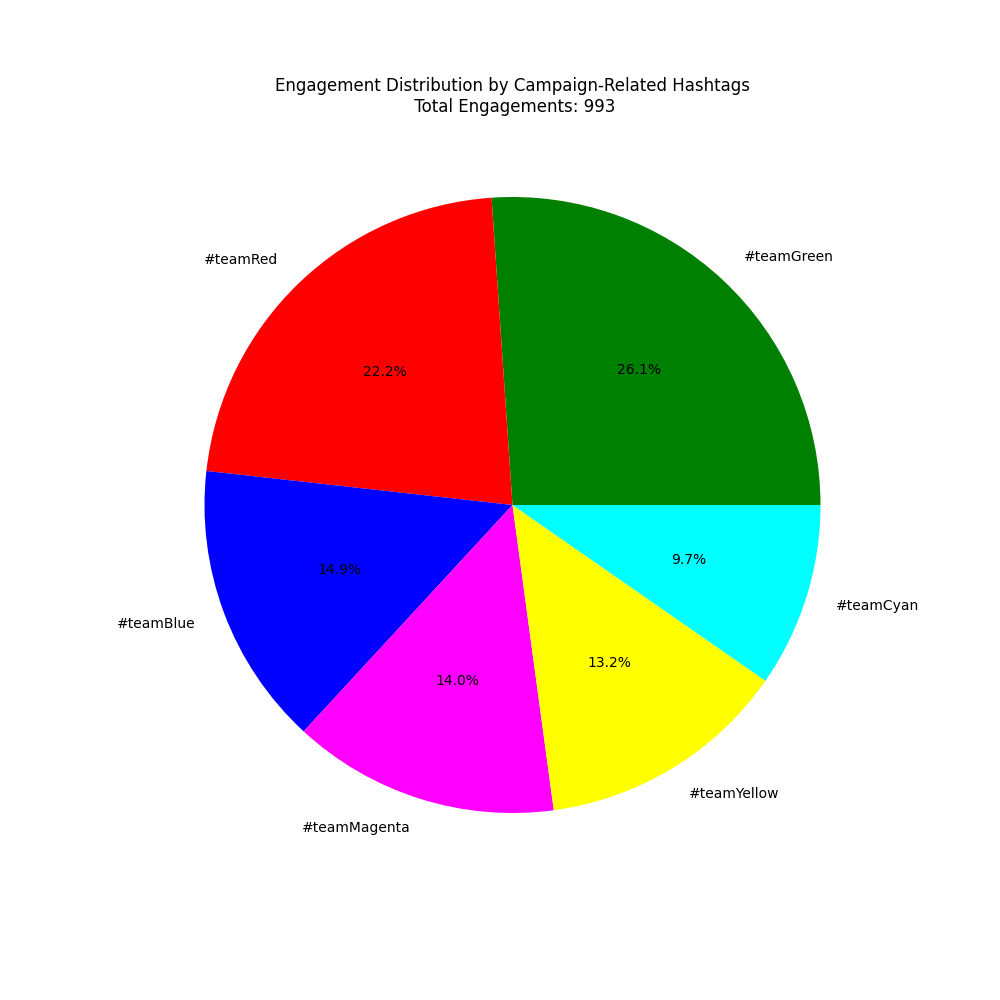 Engagement Distribution by Campaign-Related Hashtags
Total Engagements: 993
#teamGreen
#teamRed
26.1%
22.2%
9.7%
14.9%
#teamCyan
#teamBlue
13.2%
14.0%
#teamYellow
#teamMagenta